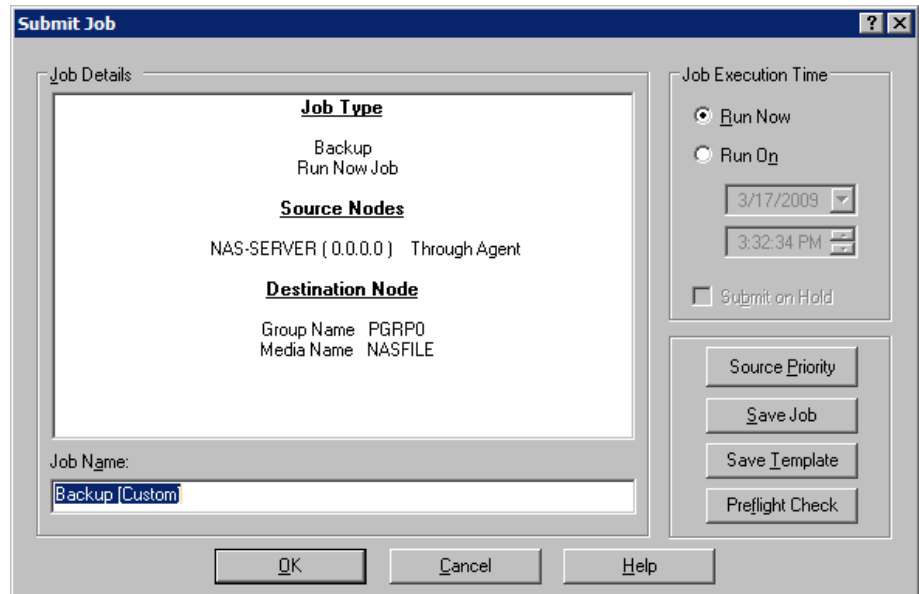 Submit Job
Job Details
Job Type
Backup
Run Now Job
Source Nodes
NAS-SERVER ( 0.0.0.0 )    Through Agent
Destination Node
Group Name   PGRP0
Media Name   NASFILE
Job Name:
Backup [Custom]
Job Execution Time
Run Now
Run On
3/17/2009
3:32:34 PM
Submit on Hold
Source Priority
Save Job
Save Template
Preflight Check
OK
Cancel
Help